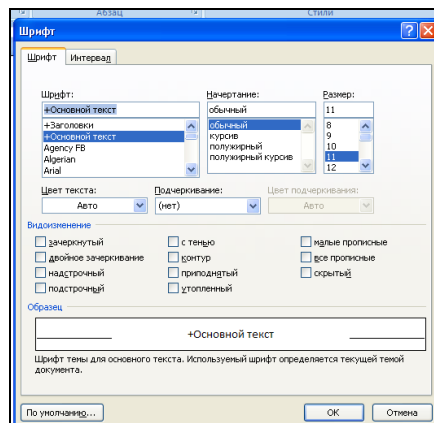 Абзац Стили
Шрифт
Шрифт Интервал
Шрифт: Начертание: Размер:
+Основной текст обычный 11
+Заголовки обычный 8
+Основной текст курсив 9
Agency FB полужирный 10
Algerian полужирный курсив 11
Arial 12
Цвет текста: Подчеркивание: Цвет подчеркивания:
Авто (нет) Авто
Видоизменение
зачеркнутый с тенью малые прописные
двойное зачеркивание контур все прописные
надстрочный приподнятый скрытый
подстрочный утопленный
Образец
+Основной текст
Шрифт темы для основного текста. Используемый шрифт определяется текущей темой
документа.
По умолчанию... ОК Отмена